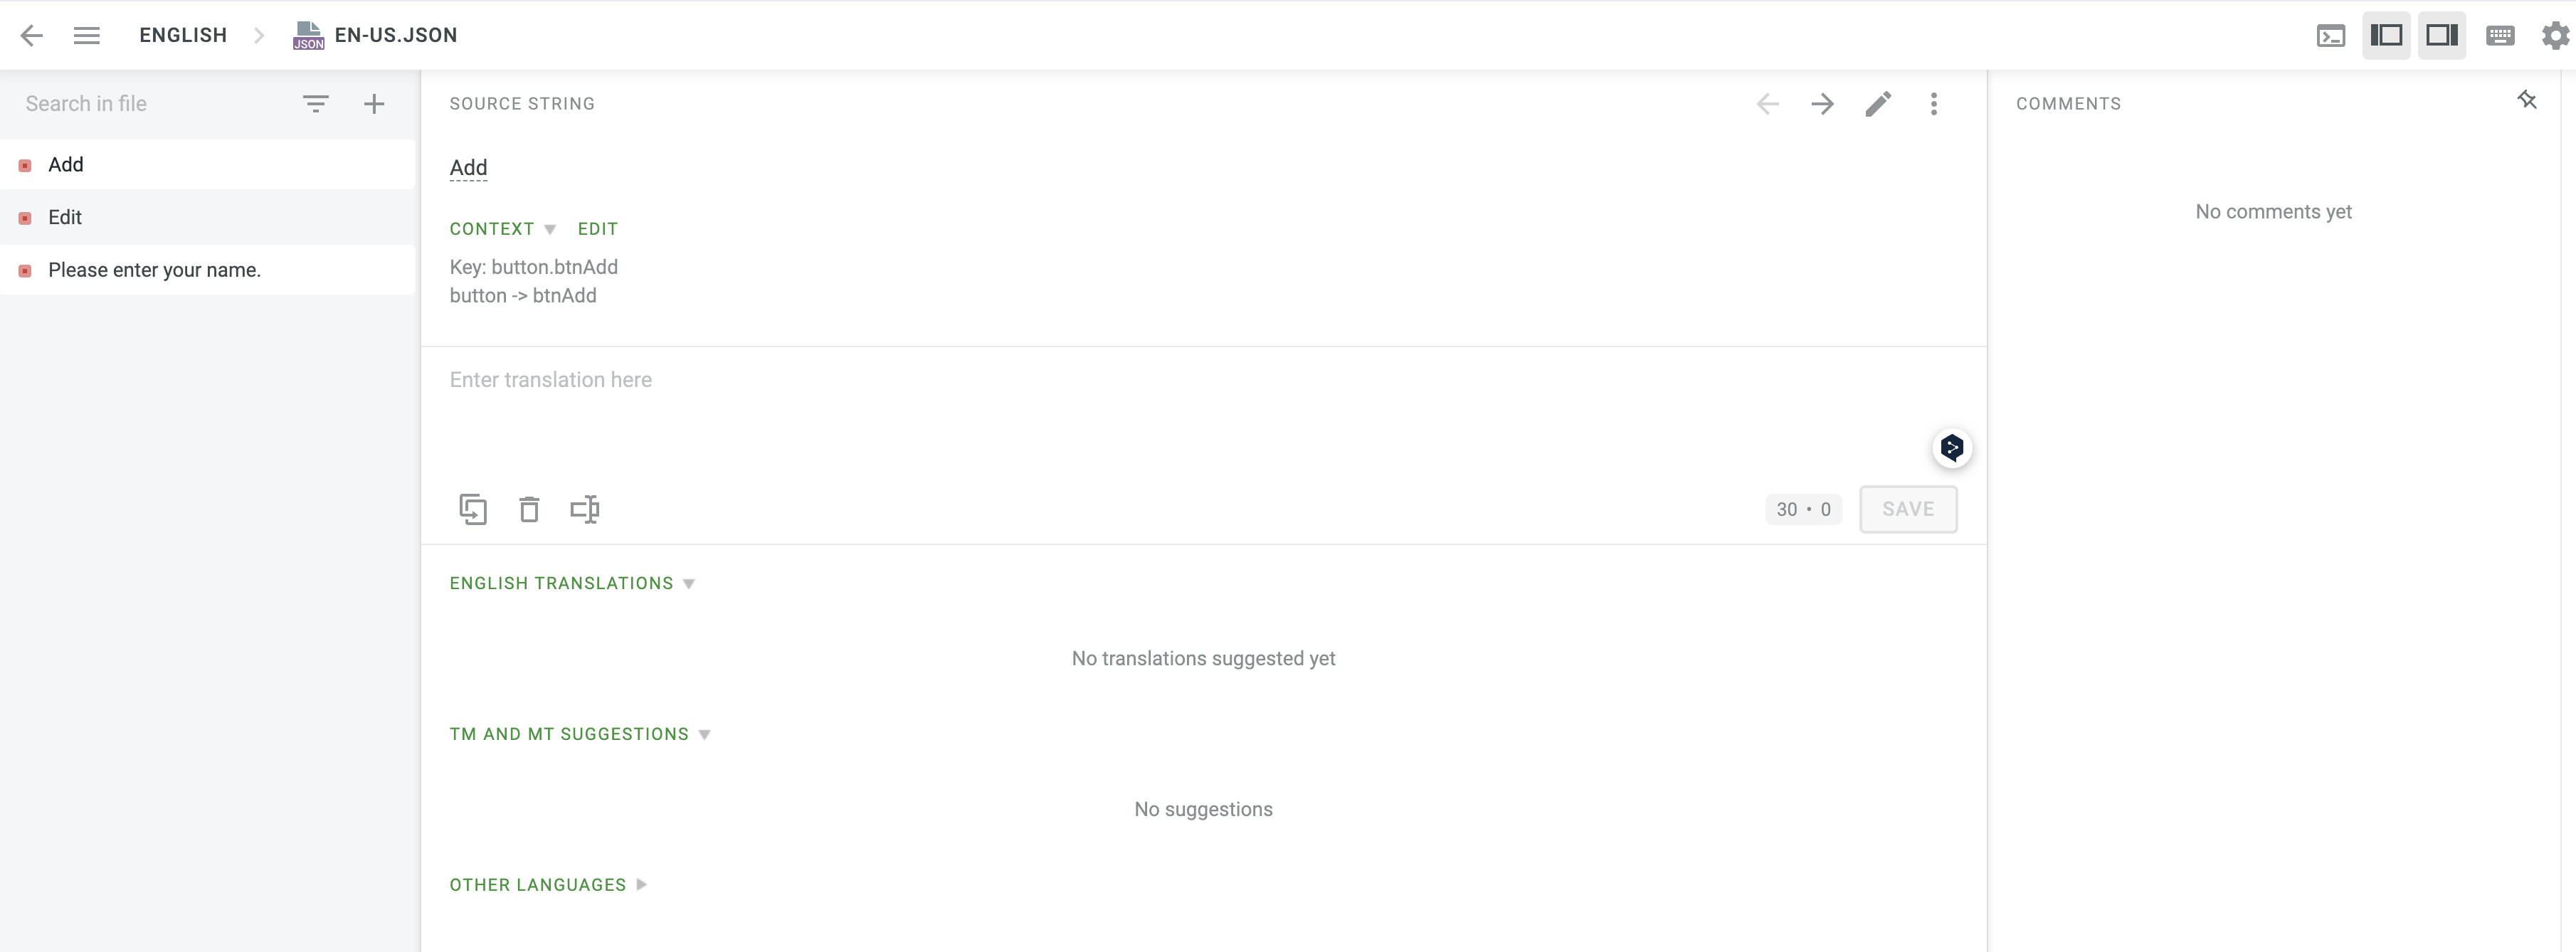 ENGLISH
JSON
EN-US.JSON
Search in file
Add
Edit
Please enter your name.
SOURCE STRING
Add
CONTEXT EDIT
Key: button.btnAdd
button -> btnAdd
Enter translation here
30 • 0
SAVE
ENGLISH TRANSLATIONS
No translations suggested yet
TM AND MT SUGGESTIONS
No suggestions
OTHER LANGUAGES
COMMENTS
No comments yet